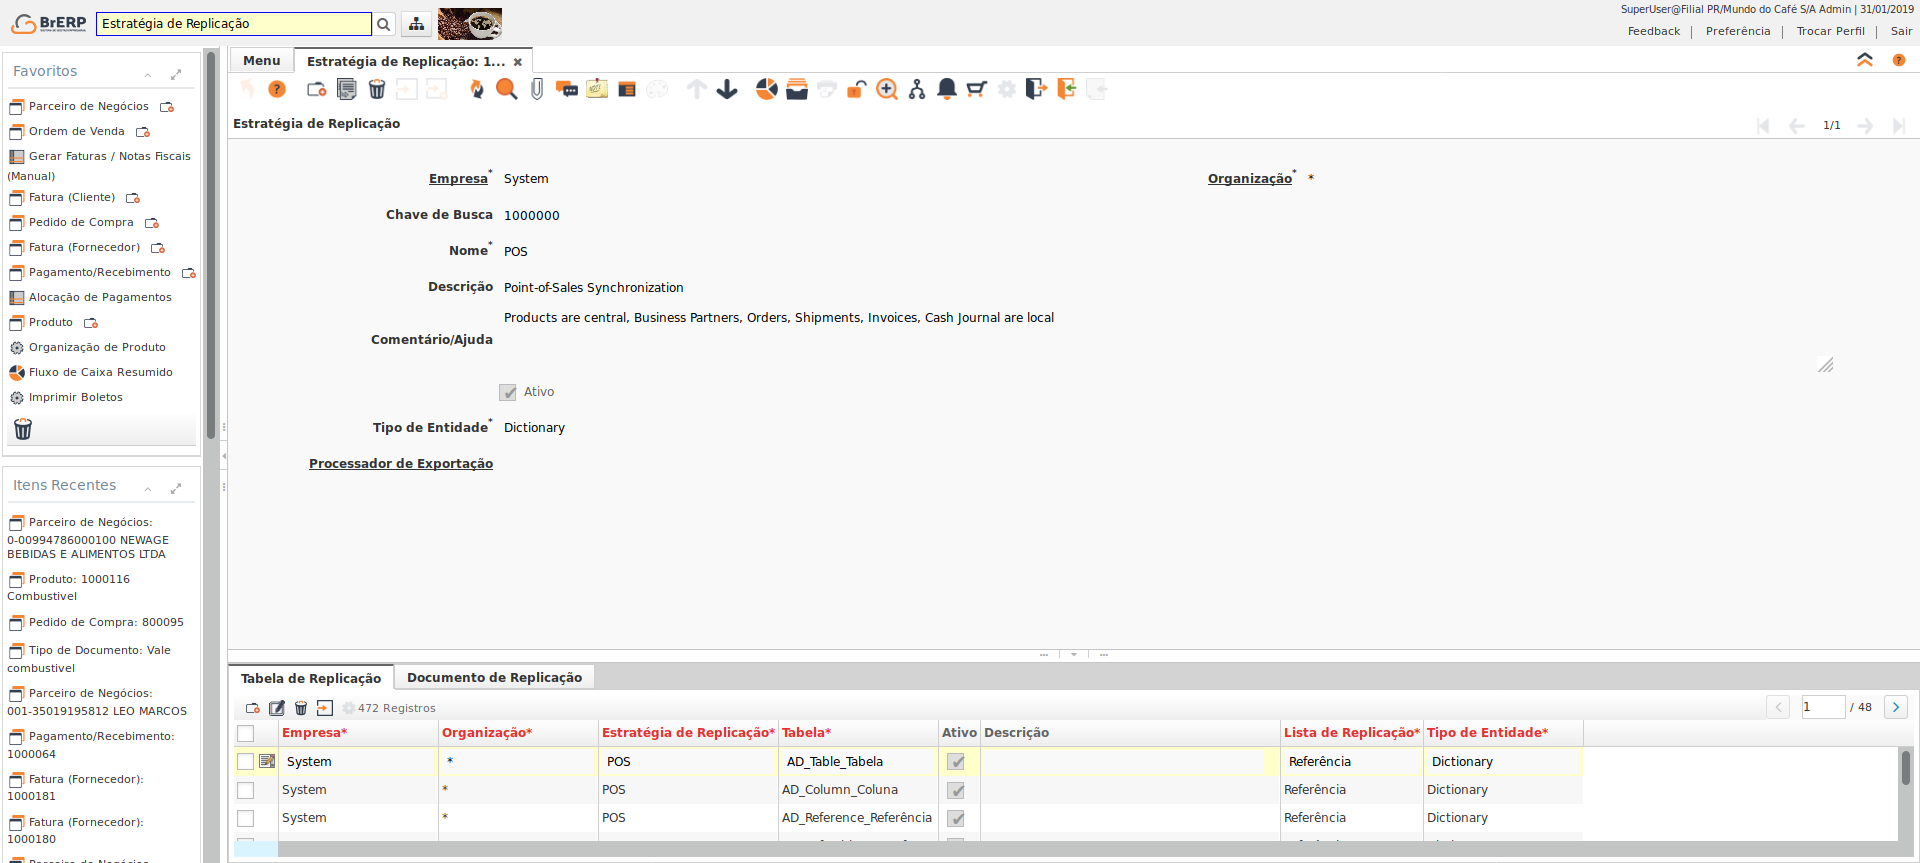 BrERP
Estratégia de Replicação
SuperUser@Filial PR/Mundo do Café S/A Admin | 31/01/2019
Feedback | Preferência | Trocar Perfil | Sair
Favoritos
Parceiro de Negócios
Ordem de Venda
Gerar Faturas / Notas Fiscais
(Manual)
Fatura (Cliente)
Pedido de Compra
Fatura (Fornecedor)
Pagamento/Recebimento
Alocação de Pagamentos
Produto
Organização de Produto
Fluxo de Caixa Resumido
Imprimir Boletos
Itens Recentes
Parceiro de Negócios:
0-00994786000100 NEWAGE
BEBIDAS E ALIMENTOS LTDA
Produto: 1000116
Combustivel
Pedido de Compra: 800095
Tipo de Documento: Vale
combustivel
Parceiro de Negócios:
001-35019195812 LEO MARCOS
Pagamento/Recebimento:
1000064
Fatura (Fornecedor):
1000181
Fatura (Fornecedor):
1000180
Menu
Estratégia de Replicação: 1...
Estratégia de Replicação
1/1
Empresa* System
Organização* *
Chave de Busca 1000000
Nome* POS
Descrição Point-of-Sales Synchronization
Comentário/Ajuda Products are central, Business Partners, Orders, Shipments, Invoices, Cash Journal are local
Ativo
Tipo de Entidade* Dictionary
Processador de Exportação
Tabela de Replicação
Documento de Replicação
472 Registros
1 / 48
Empresa* Organização* Estratégia de Replicação* Tabela* Ativo Descrição Lista de Replicação* Tipo de Entidade*
System * POS AD_Table_Tabela Referência Dictionary
System * POS AD_Column_Coluna Referência Dictionary
System * POS AD_Reference_Referência Referência Dictionary